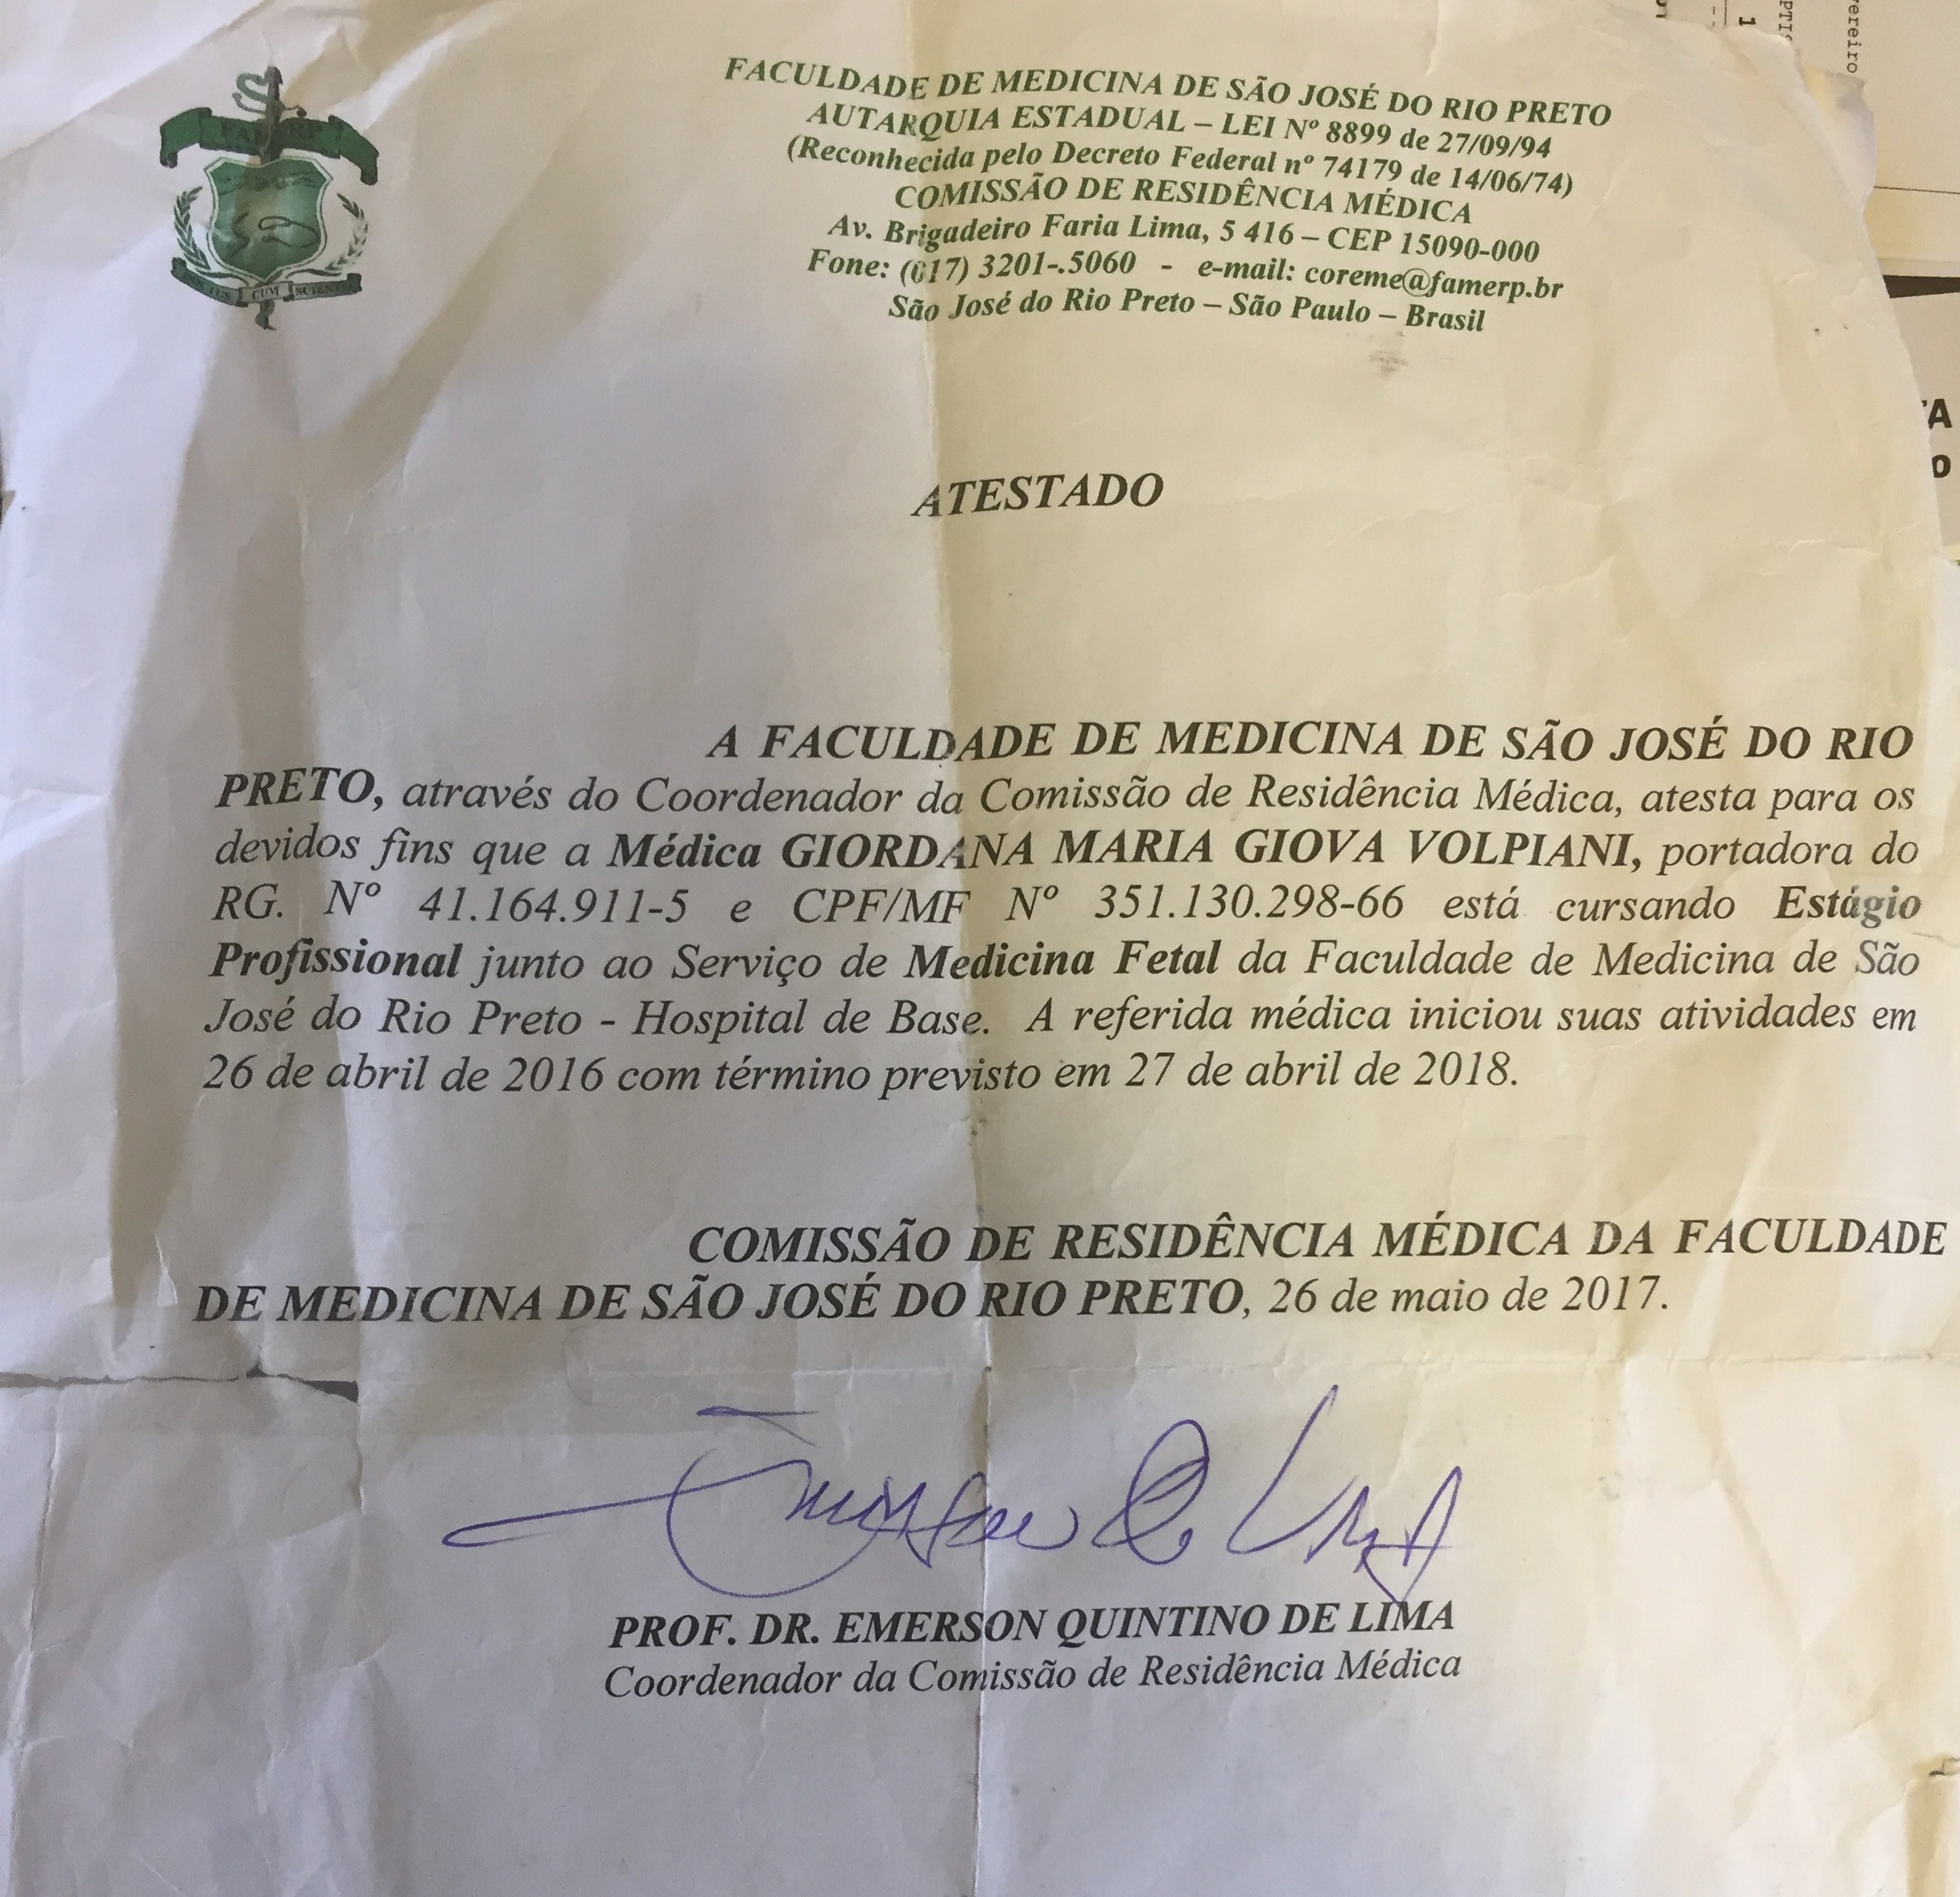 FACULDADE DE MEDICINA DE SÃO JOSÉ DO RIO PRETO
AUTARQUIA ESTADUAL – LEI Nº 8899 de 27/09/94
(Reconhecida pelo Decreto Federal nº 74179 de 14/06/74)
COMISSÃO DE RESIDÊNCIA MÉDICA
Av. Brigadeiro Faria Lima, 5 416 – CEP 15090-000
Fone: (017) 3201-.5060 - e-mail: coreme@famerp.br
São José do Rio Preto – São Paulo – Brasil
FAMERP
CUM
ATESTADO
A FACULDADE DE MEDICINA DE SÃO JOSÉ DO RIO
PRETO, através do Coordenador da Comissão de Residência Médica, atesta para os
devidos fins que a Médica GIORDANA MARIA GIOVA VOLPIANI, portadora do
RG. Nº 41.164.911-5 e CPF/MF Nº 351.130.298-66 está cursando Estágio
Profissional junto ao Serviço de Medicina Fetal da Faculdade de Medicina de São
José do Rio Preto - Hospital de Base. A referida médica iniciou suas atividades em
26 de abril de 2016 com término previsto em 27 de abril de 2018.
COMISSÃO DE RESIDÊNCIA MÉDICA DA FACULDADE
DE MEDICINA DE SÃO JOSÉ DO RIO PRETO, 26 de maio de 2017.
PROF. DR. EMERSON QUINTINO DE LIMA
Coordenador da Comissão de Residência Médica